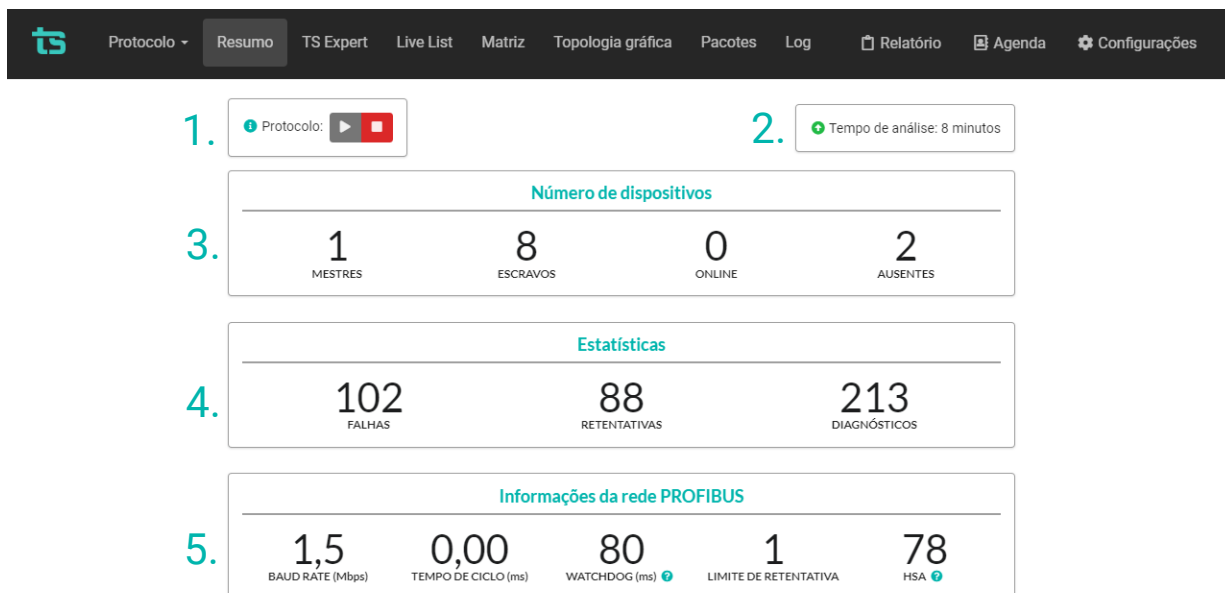 ts Protocolo Resumo TS Expert Live List Matriz Topologia gráfica Pacotes Log Relatório Agenda Configurações
1. Protocolo: 2. Tempo de análise: 8 minutos
Número de dispositivos
3. 1 8 0 2
MESTRES ESCRAVOS ONLINE AUSENTES
Estatísticas
4. 102 88 213
FALHAS RETENTATIVAS DIAGNÓSTICOS
Informações da rede PROFIBUS
5. 1,5 0,00 80 1 78
BAUD RATE (Mbps) TEMPO DE CICLO (ms) WATCHDOG (ms) LIMITE DE RETENTATIVA HSA